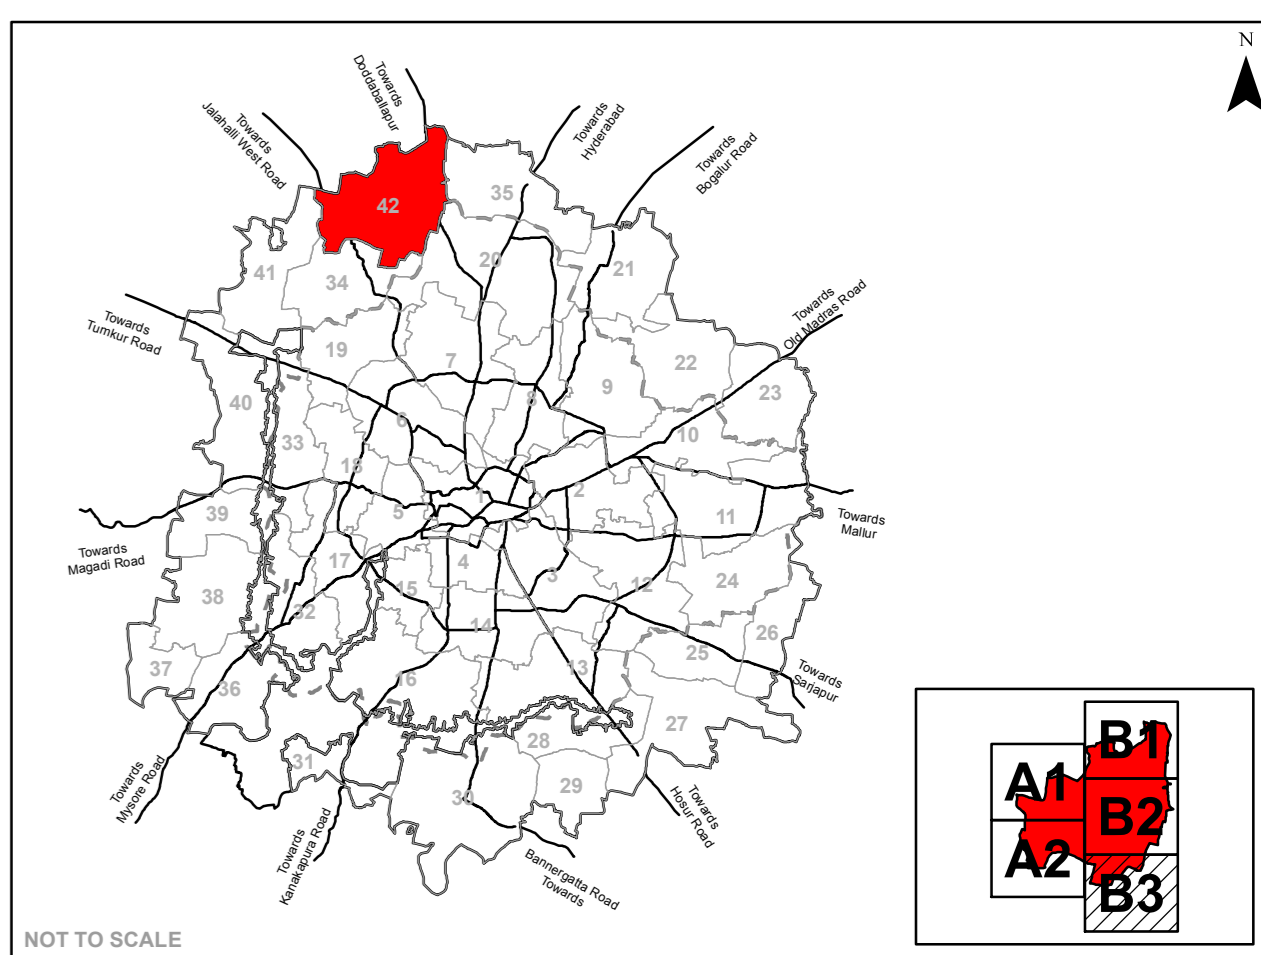 N
Towards
Doddaballapur
Towards
Jalahalli West Road
Towards
Hyderabad
Towards
Bogalur Road
42
35
20
21
41
34
Towards
Tumkur Road
Towards
Old Madras Road
19
7
22
23
9
8
40
6
10
33
18
1
2
39
5
11
Towards
Mallur
Towards
Magadi Road
17
4
3
12
24
15
38
32
14
26
25
37
36
16
13
Towards
Sarjapur
27
28
31
30
29
Towards
Mysore Road
Towards
Kanakapura Road
Bannergatta Road
Towards
Towards
Hosur Road
B1
A1
B2
A2
B3
NOT TO SCALE